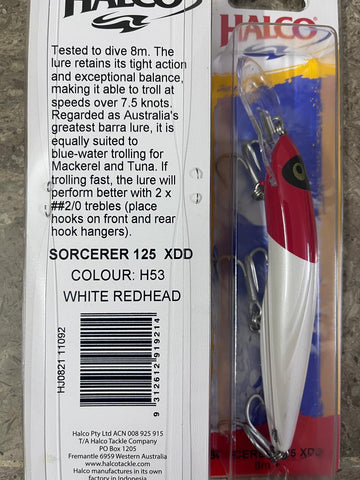 HALCO
Tested to dive 8m. The
lure retains its tight action
and exceptional balance,
making it able to troll at
speeds over 7.5 knots.
Regarded as Australia's
greatest barra lure, it is
equally suited to
blue-water trolling for
Mackerel and Tuna. If
trolling fast, the lure will
perform better with 2 x
##2/0 trebles (place
hooks on front and rear
hook hangers).
SORCERER 125 XDD
COLOUR: H53
WHITE REDHEAD
HJ0821 11092
9 312612 919214
Halco Pty Ltd ACN 008 925 915
T/A Halco Tackle Company
PO Box 1205
Fremantle 6959 Western Australia
www.halcotackle.com
Halco manufactures in its own
factory in Indonesia
HALCO
XDD
8m